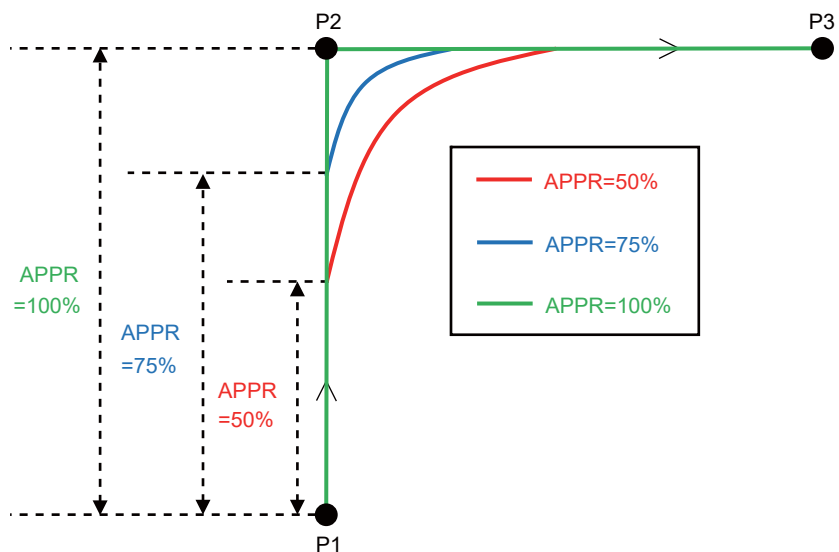 P2
P3
APPR=50%
APPR=75%
APPR=100%
APPR
=100%
APPR
=75%
APPR
=50%
P1